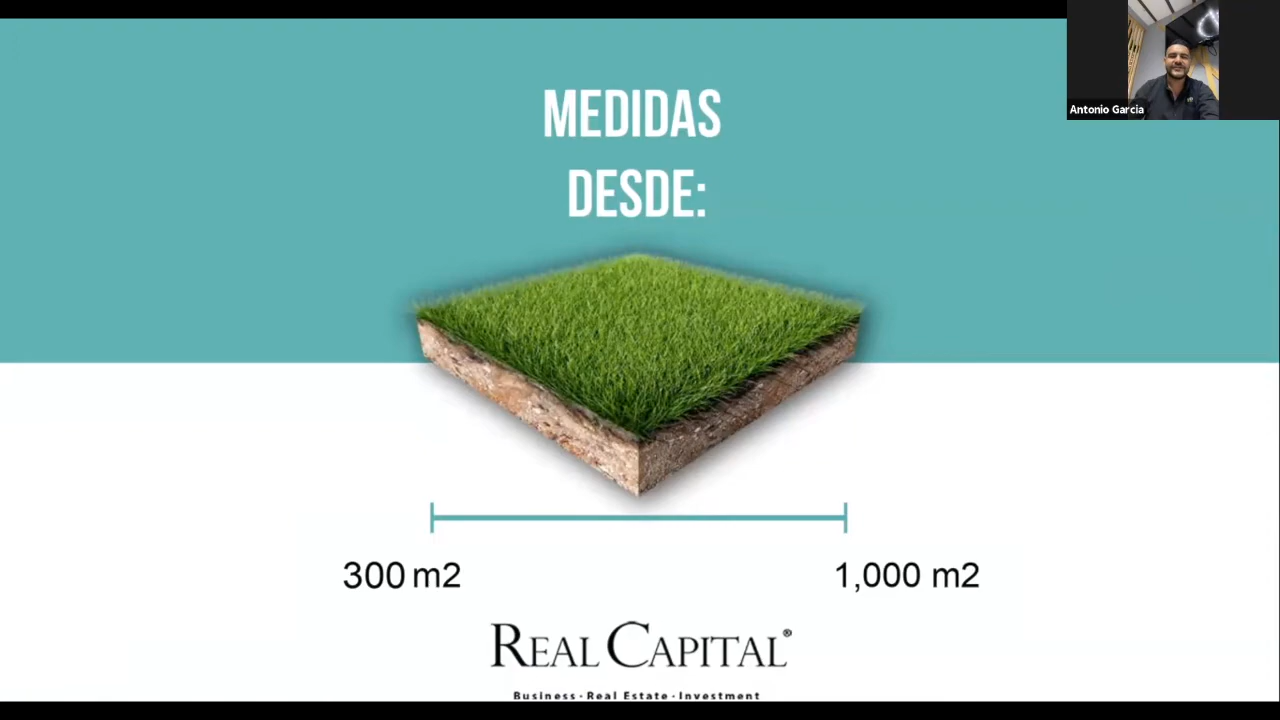 Antonio Garcia
MEDIDAS
DESDE:
300 m2
1,000 m2
REAL CAPITAL®
Business · Real Estate · Investment